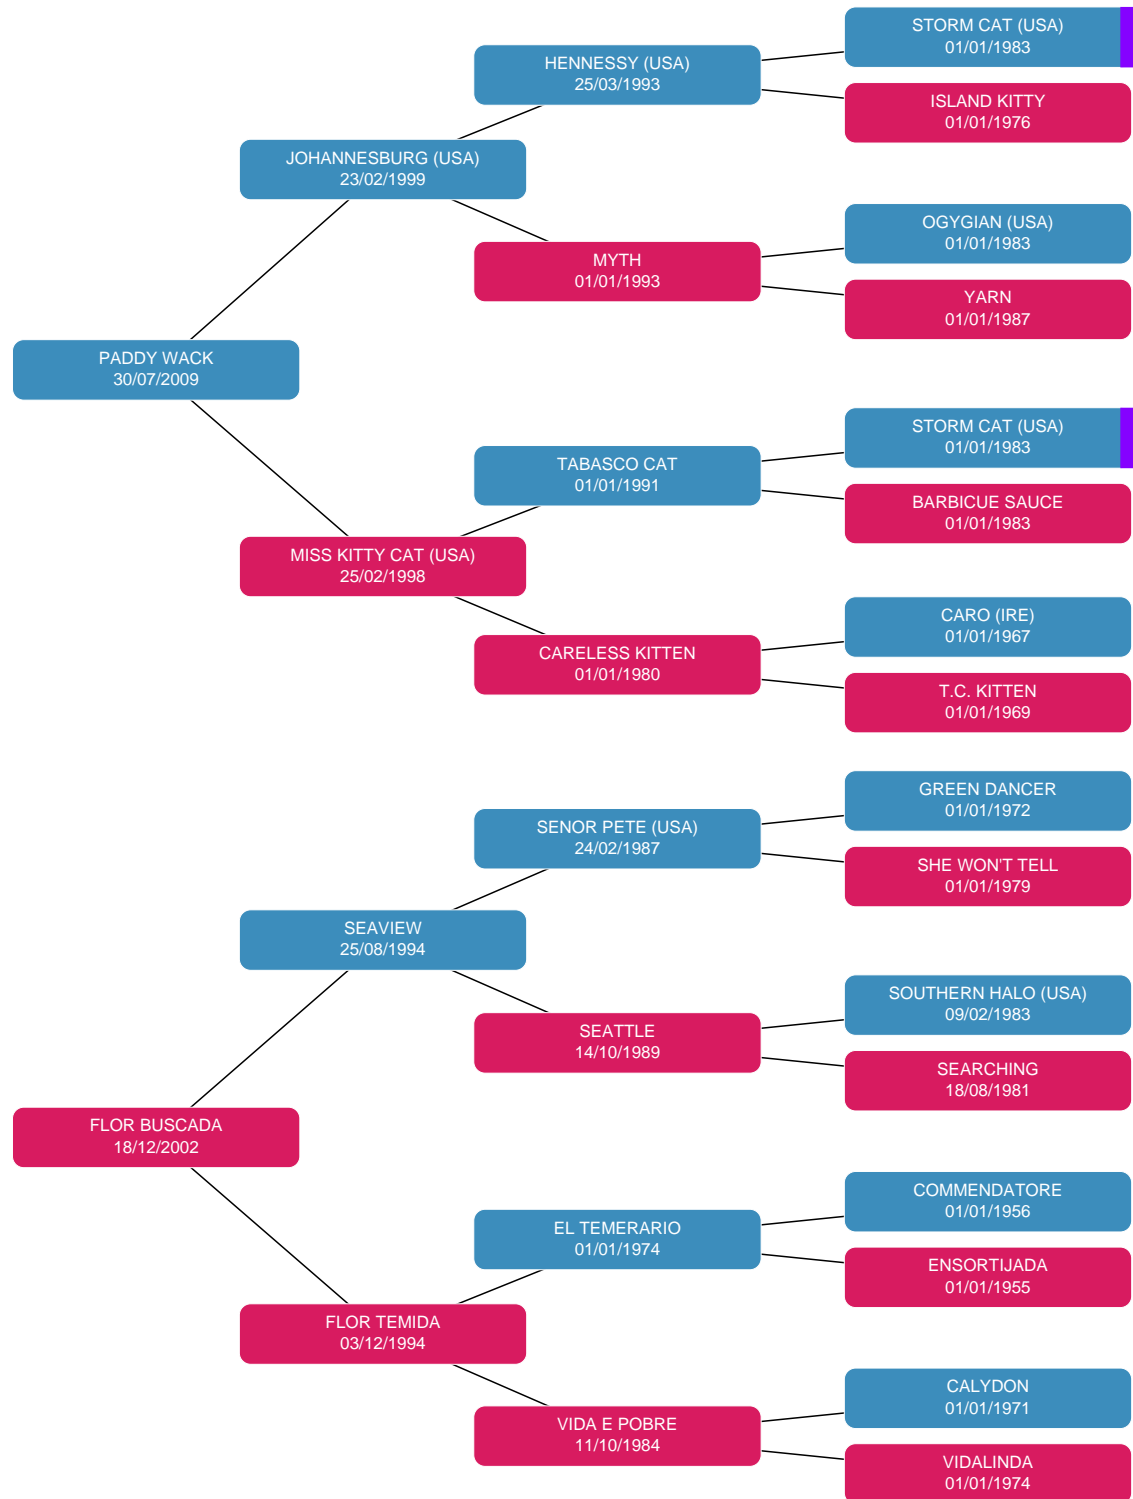 STORM CAT (USA)
01/01/1983
HENNESSY (USA)
25/03/1993
ISLAND KITTY
01/01/1976
JOHANNESBURG (USA)
23/02/1999
OGYGIAN (USA)
01/01/1983
MYTH
01/01/1993
YARN
01/01/1987
PADDY WACK
30/07/2009
STORM CAT (USA)
01/01/1983
TABASCO CAT
01/01/1991
BARBICUE SAUCE
01/01/1983
MISS KITTY CAT (USA)
25/02/1998
CARO (IRE)
01/01/1967
CARELESS KITTEN
01/01/1980
T.C. KITTEN
01/01/1969
GREEN DANCER
01/01/1972
SENOR PETE (USA)
24/02/1987
SHE WON'T TELL
01/01/1979
SEAVIEW
25/08/1994
SOUTHERN HALO (USA)
09/02/1983
SEATTLE
14/10/1989
SEARCHING
18/08/1981
FLOR BUSCADA
18/12/2002
COMMENDATORE
01/01/1956
EL TEMERARIO
01/01/1974
ENSORTIJADA
01/01/1955
FLOR TEMIDA
03/12/1994
CALYDON
01/01/1971
VIDA E POBRE
11/10/1984
VIDALINDA
01/01/1974